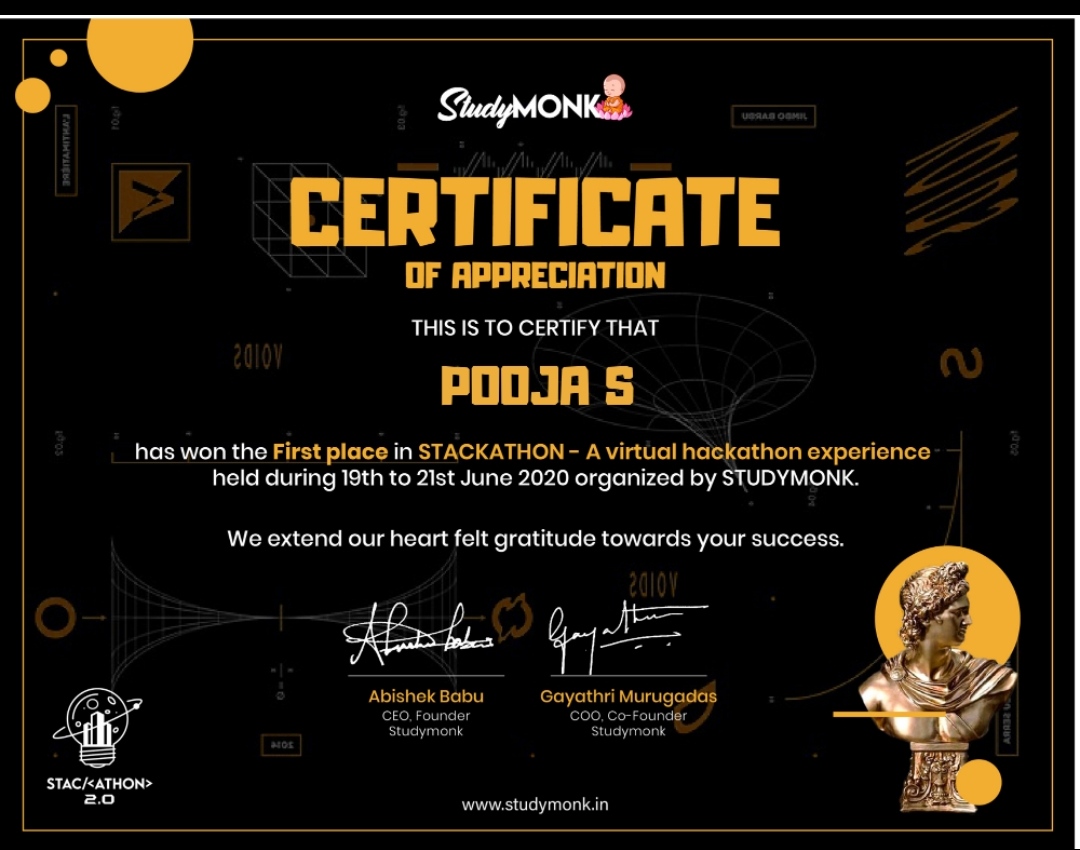 StudyMONK
CERTIFICATE
OF APPRECIATION
THIS IS TO CERTIFY THAT
POOJA S
has won the First place in STACKATHON - A virtual hackathon experience
held during 19th to 21st June 2020 organized by STUDYMONK.
We extend our heart felt gratitude towards your success.
Abishek Babu
CEO, Founder
Studymonk
Gayathri Murugadas
COO, Co-Founder
Studymonk
STAC/<ATHON>
2.0
www.studymonk.in
VOIDS
VOIDS